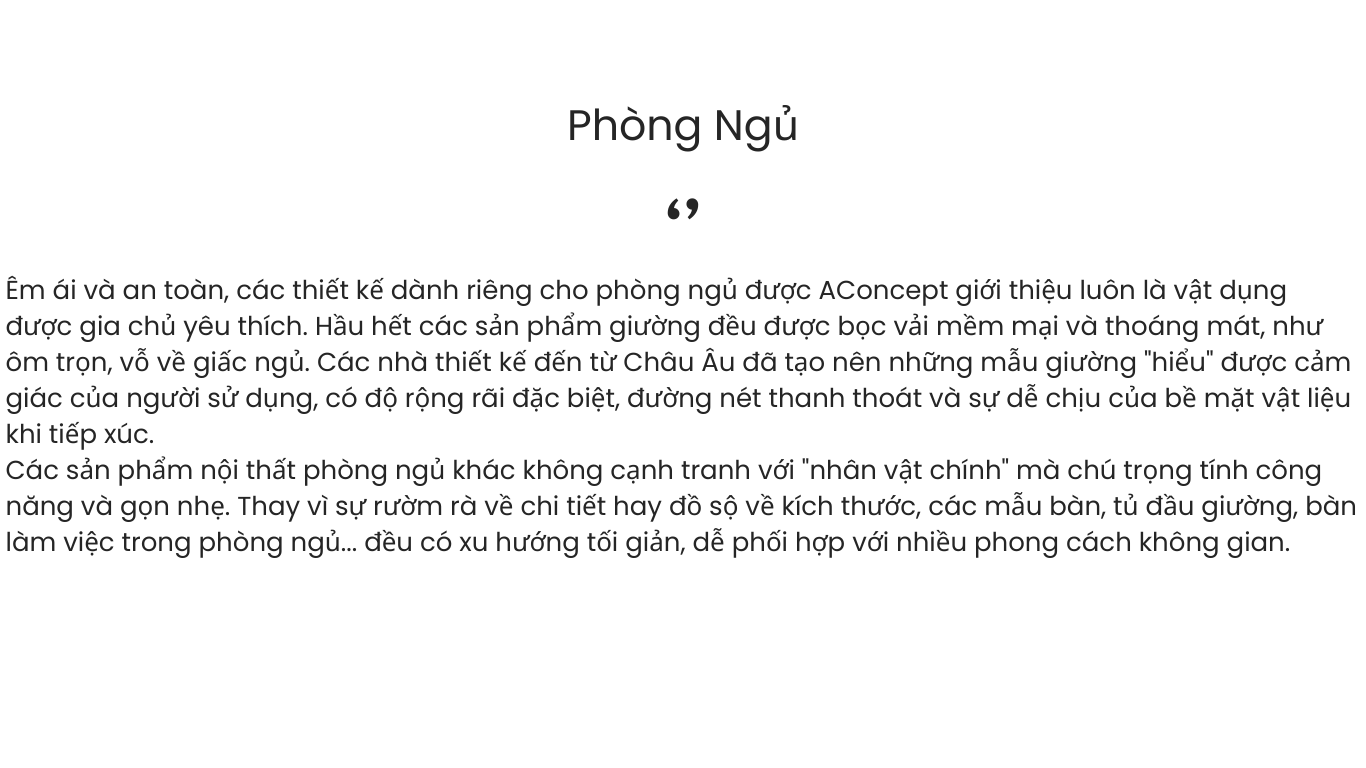 Phòng Ngủ
‘’
Êm ái và an toàn, các thiết kế dành riêng cho phòng ngủ được AConcept giới thiệu luôn là vật dụng
được gia chủ yêu thích. Hầu hết các sản phẩm giường đều được bọc vải mềm mại và thoáng mát, như
ôm trọn, vỗ về giấc ngủ. Các nhà thiết kế đến từ Châu Âu đã tạo nên những mẫu giường "hiểu" được cảm
giác của người sử dụng, có độ rộng rãi đặc biệt, đường nét thanh thoát và sự dễ chịu của bề mặt vật liệu
khi tiếp xúc.
Các sản phẩm nội thất phòng ngủ khác không cạnh tranh với "nhân vật chính" mà chú trọng tính công
năng và gọn nhẹ. Thay vì sự rườm rà về chi tiết hay đồ sộ về kích thước, các mẫu bàn, tủ đầu giường, bàn
làm việc trong phòng ngủ... đều có xu hướng tối giản, dễ phối hợp với nhiều phong cách không gian.